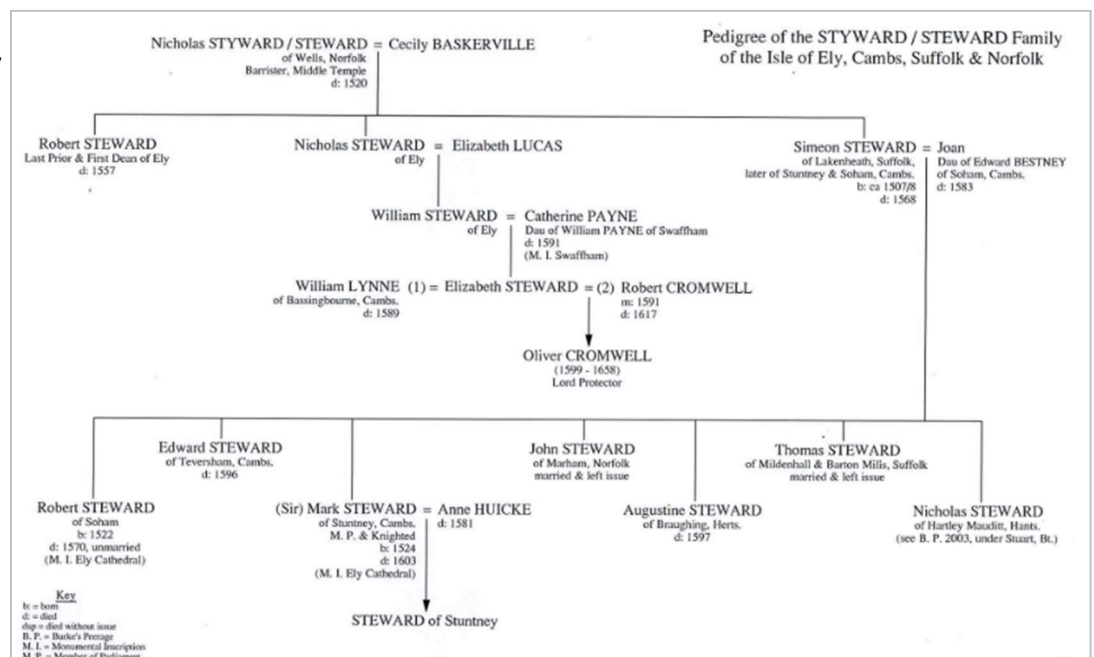 Pedigree of the STYWARD / STEWARD Family
of the Isle of Ely, Cambs, Suffolk & Norfolk
Nicholas STYWARD / STEWARD = Cecily BASKERVILLE
of Wells, Norfolk
Barrister, Middle Temple
d: 1520
Robert STEWARD
Last Prior & First Dean of Ely
d: 1557
Nicholas STEWARD = Elizabeth LUCAS
of Ely
Simeon STEWARD = Joan
of Lakenheath, Suffolk,
later of Stuntney & Soham, Cambs.
b: ca 1507/8
d: 1568
Dau of Edward BESTNEY
of Soham, Cambs.
d: 1583
William STEWARD = Catherine PAYNE
of Ely
Dau of William PAYNE of Swaffham
d: 1591
(M. I. Swaffham)
William LYNNE (1) = Elizabeth STEWARD = (2) Robert CROMWELL
of Bassingbourne, Cambs.
d: 1589
m: 1591
d: 1617
Oliver CROMWELL
(1599 - 1658)
Lord Protector
Edward STEWARD
of Teversham, Cambs.
d: 1596
John STEWARD
of Marham, Norfolk
married & left issue
Thomas STEWARD
of Mildenhall & Barton Mills, Suffolk
married & left issue
Robert STEWARD
of Soham
b: 1522
d: 1570, unmarried
(M. I. Ely Cathedral)
(Sir) Mark STEWARD = Anne HUICKE
of Stuntney, Cambs.
M. P. & Knighted
b: 1524
d: 1603
(M. I. Ely Cathedral)
d: 1581
Augustine STEWARD
of Braughing, Herts.
d: 1597
Nicholas STEWARD
of Hartley Mauditt, Hants.
(see B. P. 2003, under Stuart, Bt.)
STEWARD of Stuntney
Key
b: = born
d: = died
dsp = died without issue
B. P. = Burke's Peerage
M. I. = Monumental Inscription
M. P. = Member of Parliament